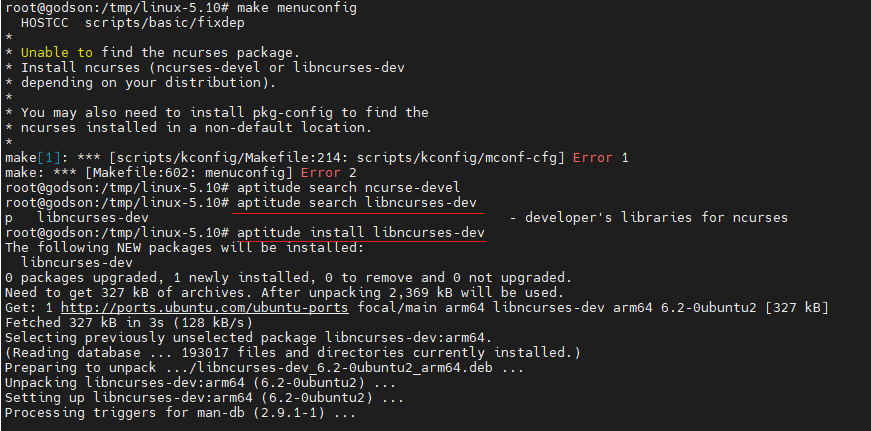 root@godson:/tmp/linux-5.10# make menuconfig
  HOSTCC  scripts/basic/fixdep
*
* Unable to find the ncurses package.
* Install ncurses (ncurses-devel or libncurses-dev
* depending on your distribution).
*
* You may also need to install pkg-config to find the
* ncurses installed in a non-default location.
*
make[1]: *** [scripts/kconfig/Makefile:214: scripts/kconfig/mconf-cfg] Error 1
make: *** [Makefile:602: menuconfig] Error 2
root@godson:/tmp/linux-5.10# aptitude search ncurse-devel
root@godson:/tmp/linux-5.10# aptitude search libncurses-dev
p   libncurses-dev                                            - developer's libraries for ncurses
root@godson:/tmp/linux-5.10# aptitude install libncurses-dev
The following NEW packages will be installed:
  libncurses-dev
0 packages upgraded, 1 newly installed, 0 to remove and 0 not upgraded.
Need to get 327 kB of archives. After unpacking 2,369 kB will be used.
Get: 1 http://ports.ubuntu.com/ubuntu-ports focal/main arm64 libncurses-dev arm64 6.2-0ubuntu2 [327 kB]
Fetched 327 kB in 3s (128 kB/s)
Selecting previously unselected package libncurses-dev:arm64.
(Reading database ... 193017 files and directories currently installed.)
Preparing to unpack .../libncurses-dev_6.2-0ubuntu2_arm64.deb ...
Unpacking libncurses-dev:arm64 (6.2-0ubuntu2) ...
Setting up libncurses-dev:arm64 (6.2-0ubuntu2) ...
Processing triggers for man-db (2.9.1-1) ...